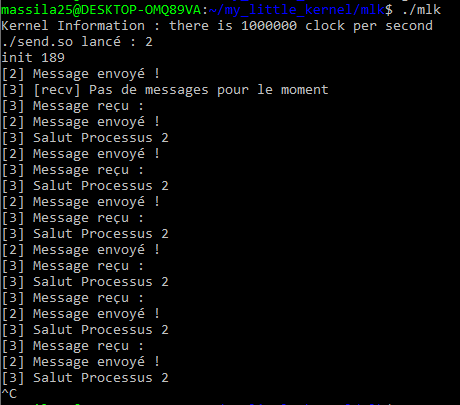 massila25@DESKTOP-OMQ89VA:~/my_little_kernel/mlk$ ./mlk
Kernel Information : there is 1000000 clock per second
./send.so lancé : 2
init 189
[2] Message envoyé !
[3] [recv] Pas de messages pour le moment
[3] Message reçu :
[2] Message envoyé !
[3] Salut Processus 2
[2] Message envoyé !
[3] Message reçu :
[3] Salut Processus 2
[2] Message envoyé !
[3] Message reçu :
[3] Salut Processus 2
[2] Message envoyé !
[3] Message reçu :
[3] Salut Processus 2
[3] Message reçu :
[2] Message envoyé !
[3] Salut Processus 2
[3] Message reçu :
[2] Message envoyé !
[3] Salut Processus 2
^C